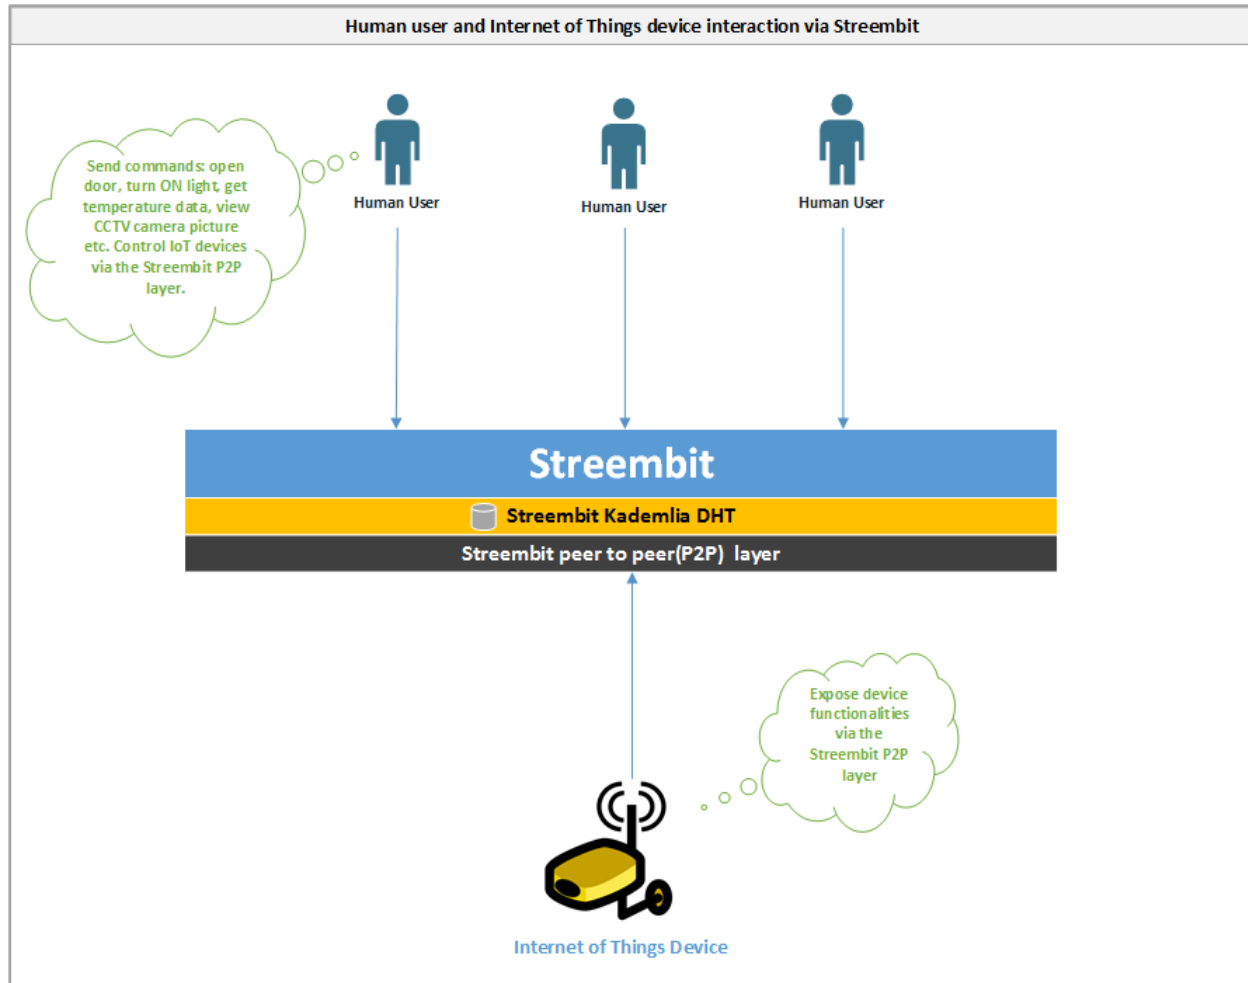 Human user and Internet of Things device interaction via Streembit
Send commands: open
door, turn ON light, get
temperature data, view
CCTV camera picture
etc. Control IoT devices
via the Streembit P2P
layer.
Human User
Human User
Human User
Streembit
Streembit Kademlia DHT
Streembit peer to peer(P2P) layer
Expose device
functionalities
via the
Streembit P2P
layer
Internet of Things Device